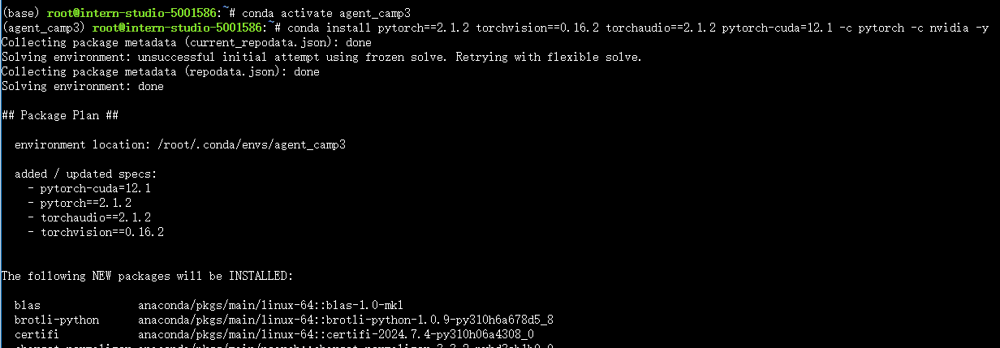 (base) root@intern-studio-5001586:~# conda activate agent_camp3
(agent_camp3) root@intern-studio-5001586:~# conda install pytorch==2.1.2 torchvision==0.16.2 torchaudio==2.1.2 pytorch-cuda=12.1 -c pytorch -c nvidia -y
Collecting package metadata (current_repodata.json): done
Solving environment: unsuccessful initial attempt using frozen solve. Retrying with flexible solve.
Collecting package metadata (repodata.json): done
Solving environment: done
## Package Plan ##
environment location: /root/.conda/envs/agent_camp3
added / updated specs:
- pytorch-cuda=12.1
- pytorch==2.1.2
- torchaudio==2.1.2
- torchvision==0.16.2
The following NEW packages will be INSTALLED:
blas anaconda/pkgs/main/linux-64::blas-1.0-mkl
brotli-python anaconda/pkgs/main/linux-64::brotli-python-1.0.9-py310h6a678d5_8
certifi anaconda/pkgs/main/linux-64::certifi-2024.7.4-py310h06a4308_0